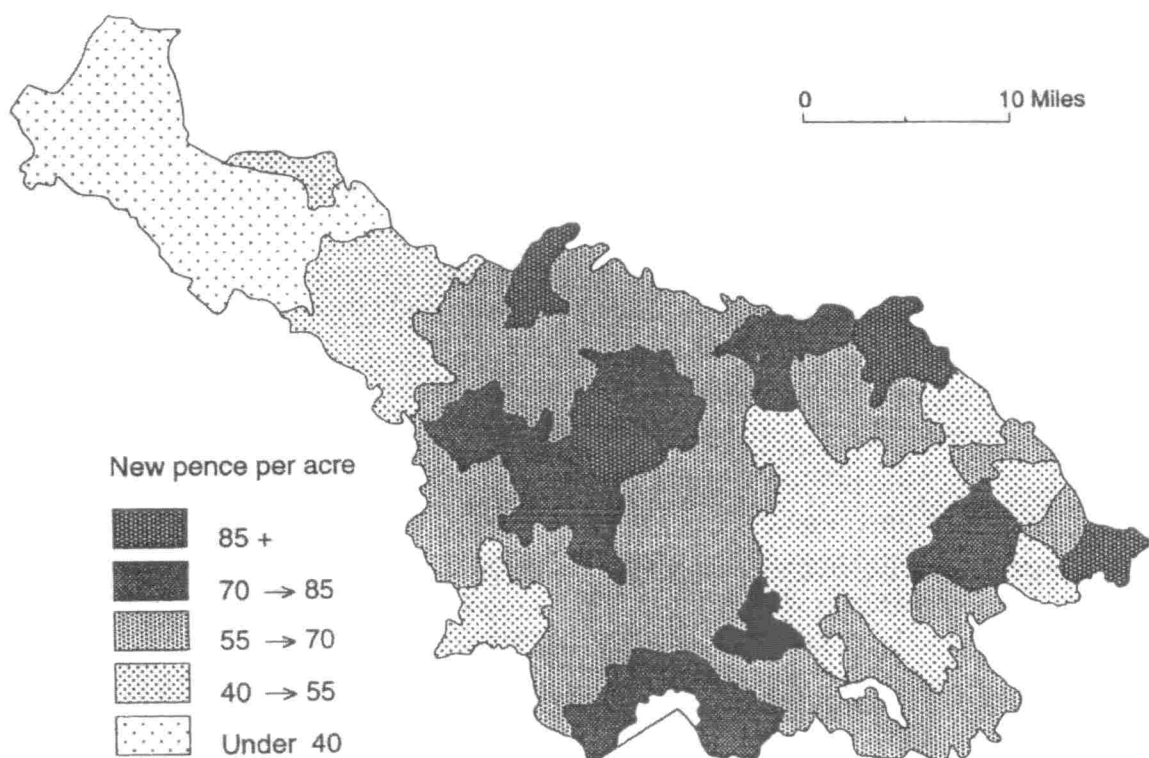 0 10 Miles
New pence per acre
85 +
70 → 85
55 → 70
40 → 55
Under 40